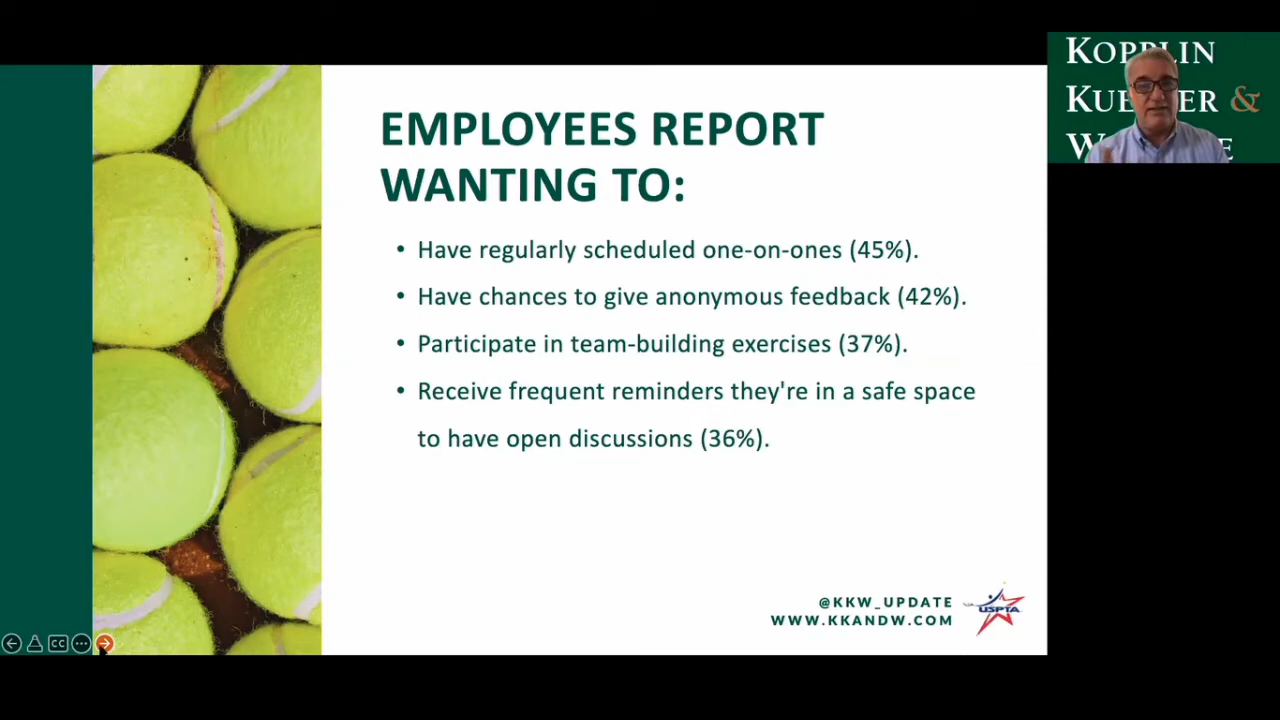 EMPLOYEES REPORT
WANTING TO:
• Have regularly scheduled one-on-ones (45%).
• Have chances to give anonymous feedback (42%).
• Participate in team-building exercises (37%).
• Receive frequent reminders they're in a safe space
to have open discussions (36%).
@KKW_UPDATE
WWW.KKANDW.COM
USPTA
CC
KOPPLIN
&